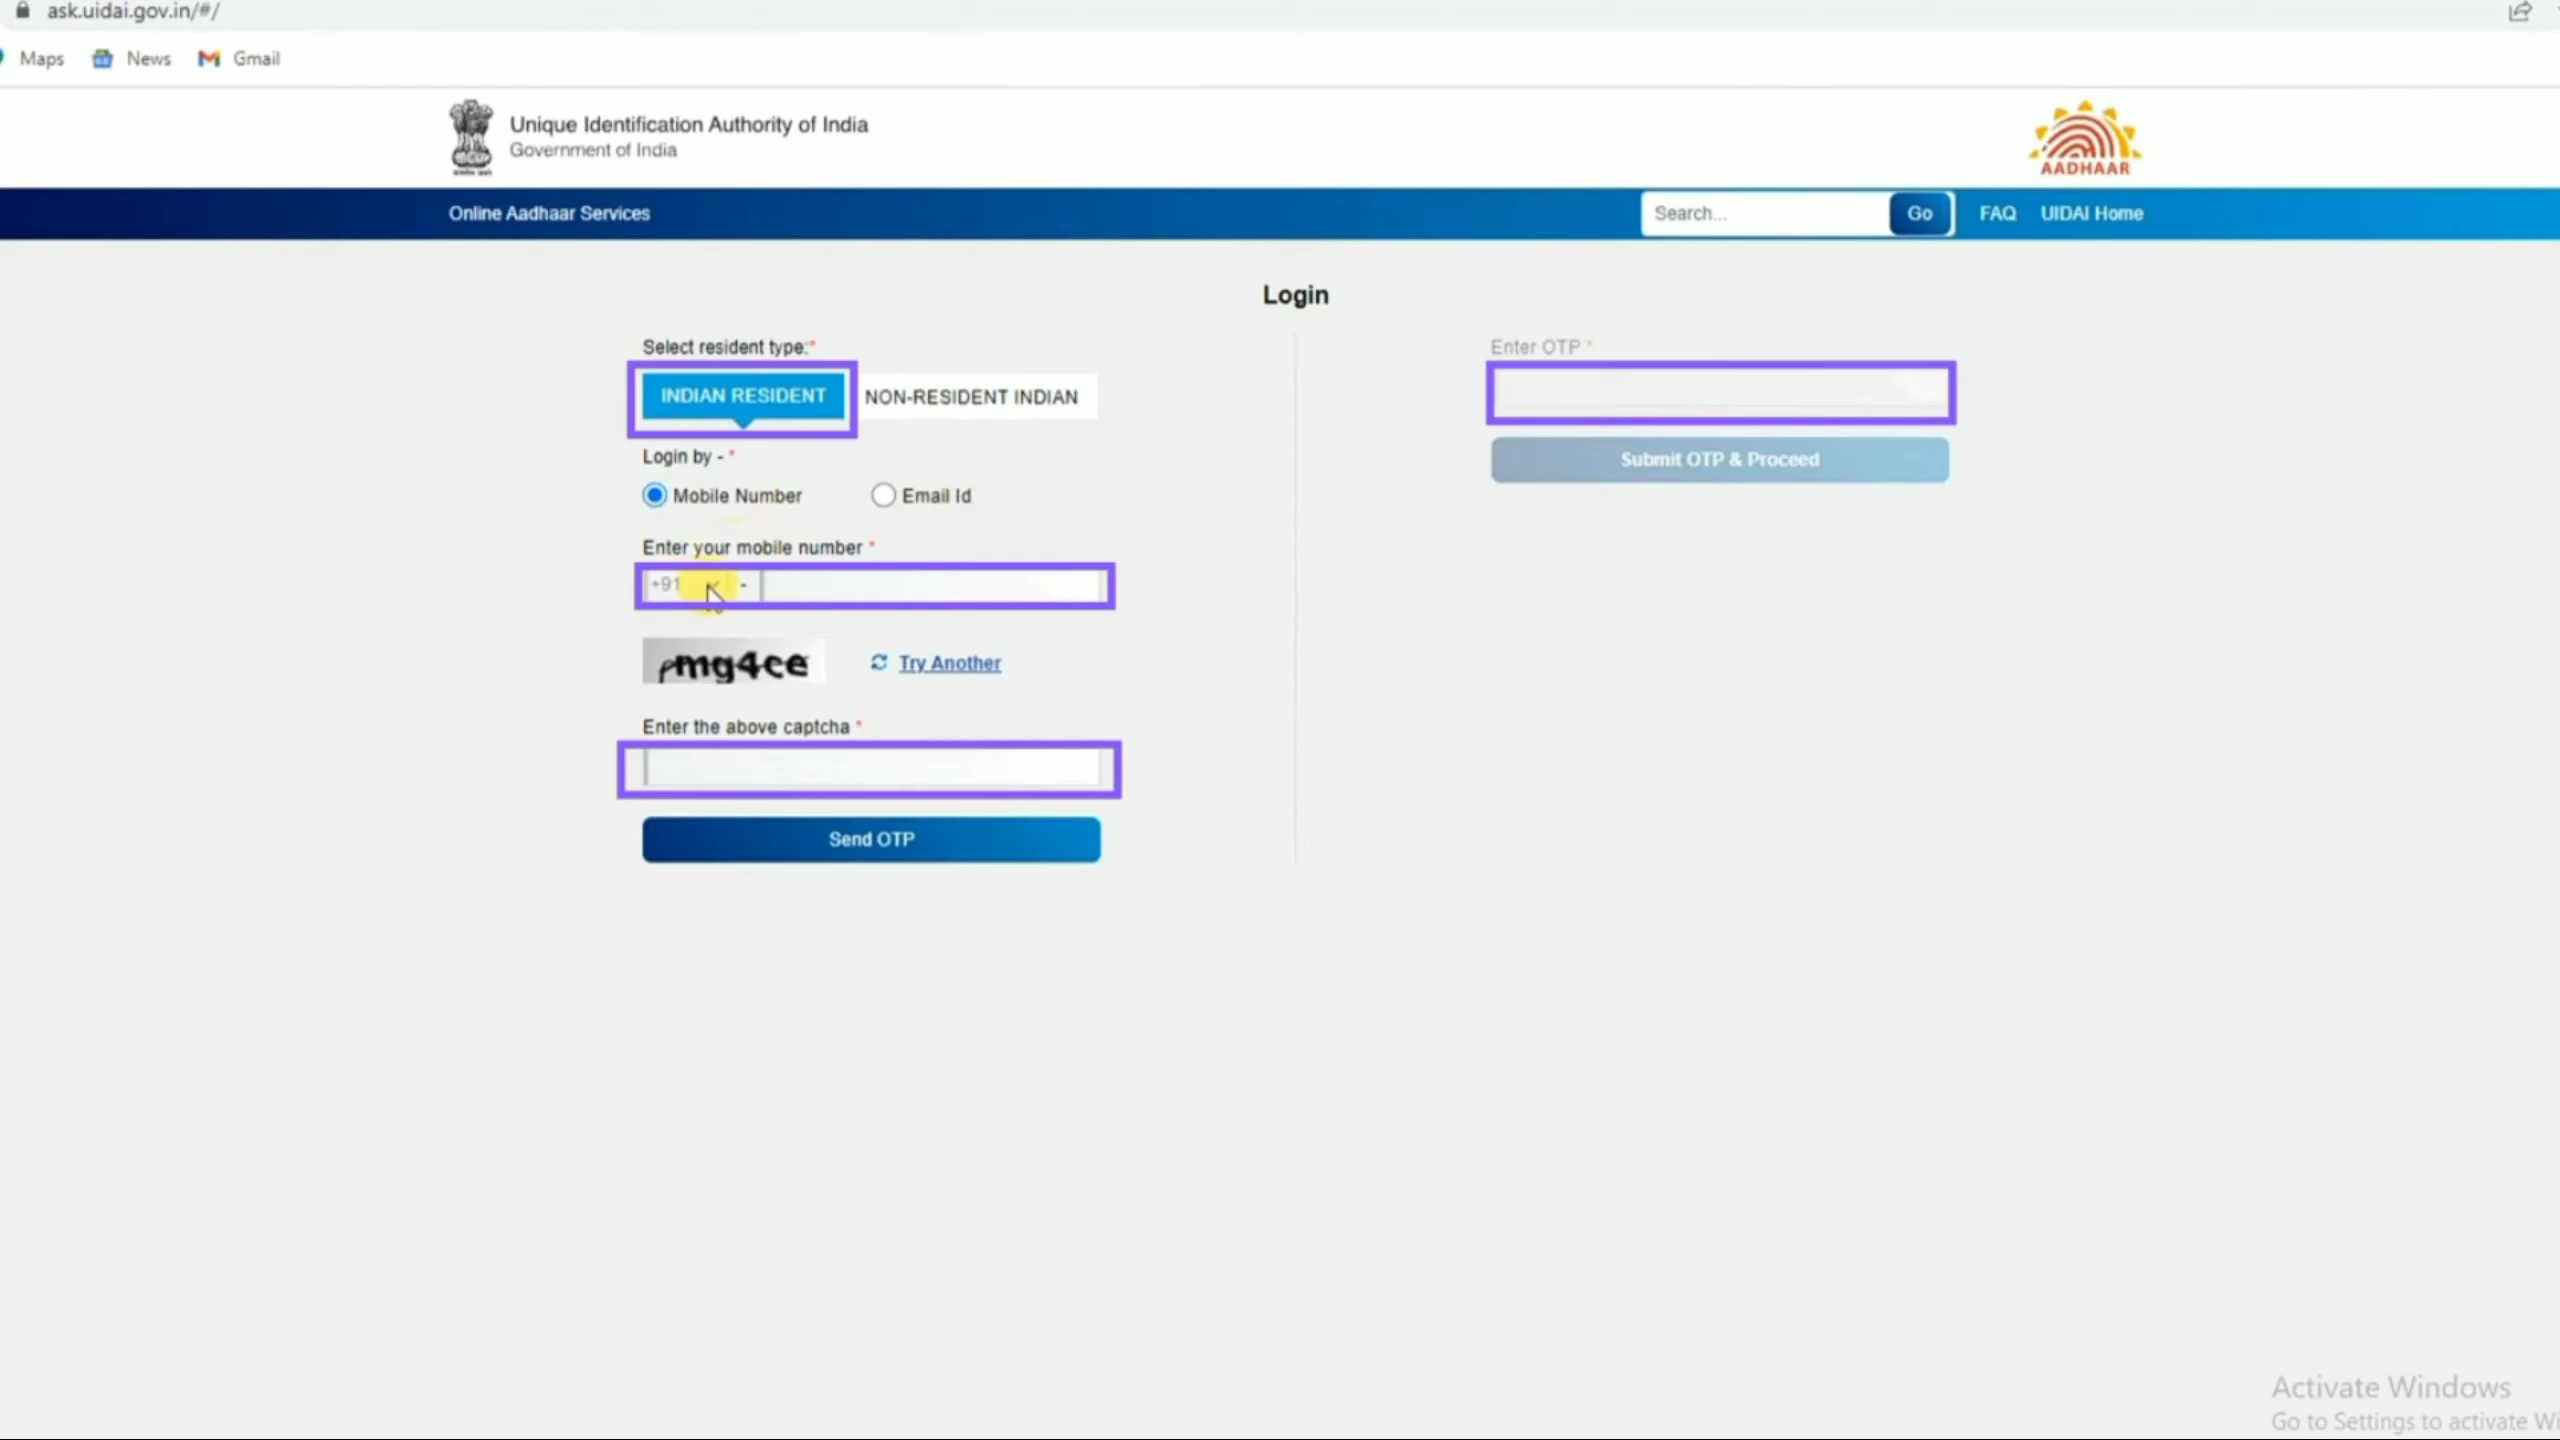 ask.uidai.gov.in/#/
Maps News Gmail
Unique Identification Authority of India
Government of India
AADHAAR
Online Aadhaar Services
Search...
Go
FAQ
UIDAI Home
Login
Select resident type:*
INDIAN RESIDENT
NON-RESIDENT INDIAN
Login by - *
Mobile Number
Email Id
Enter your mobile number *
+91 -
mg4ce
Try Another
Enter the above captcha *
Send OTP
Enter OTP *
Submit OTP & Proceed
Activate Windows
Go to Settings to activate Wi